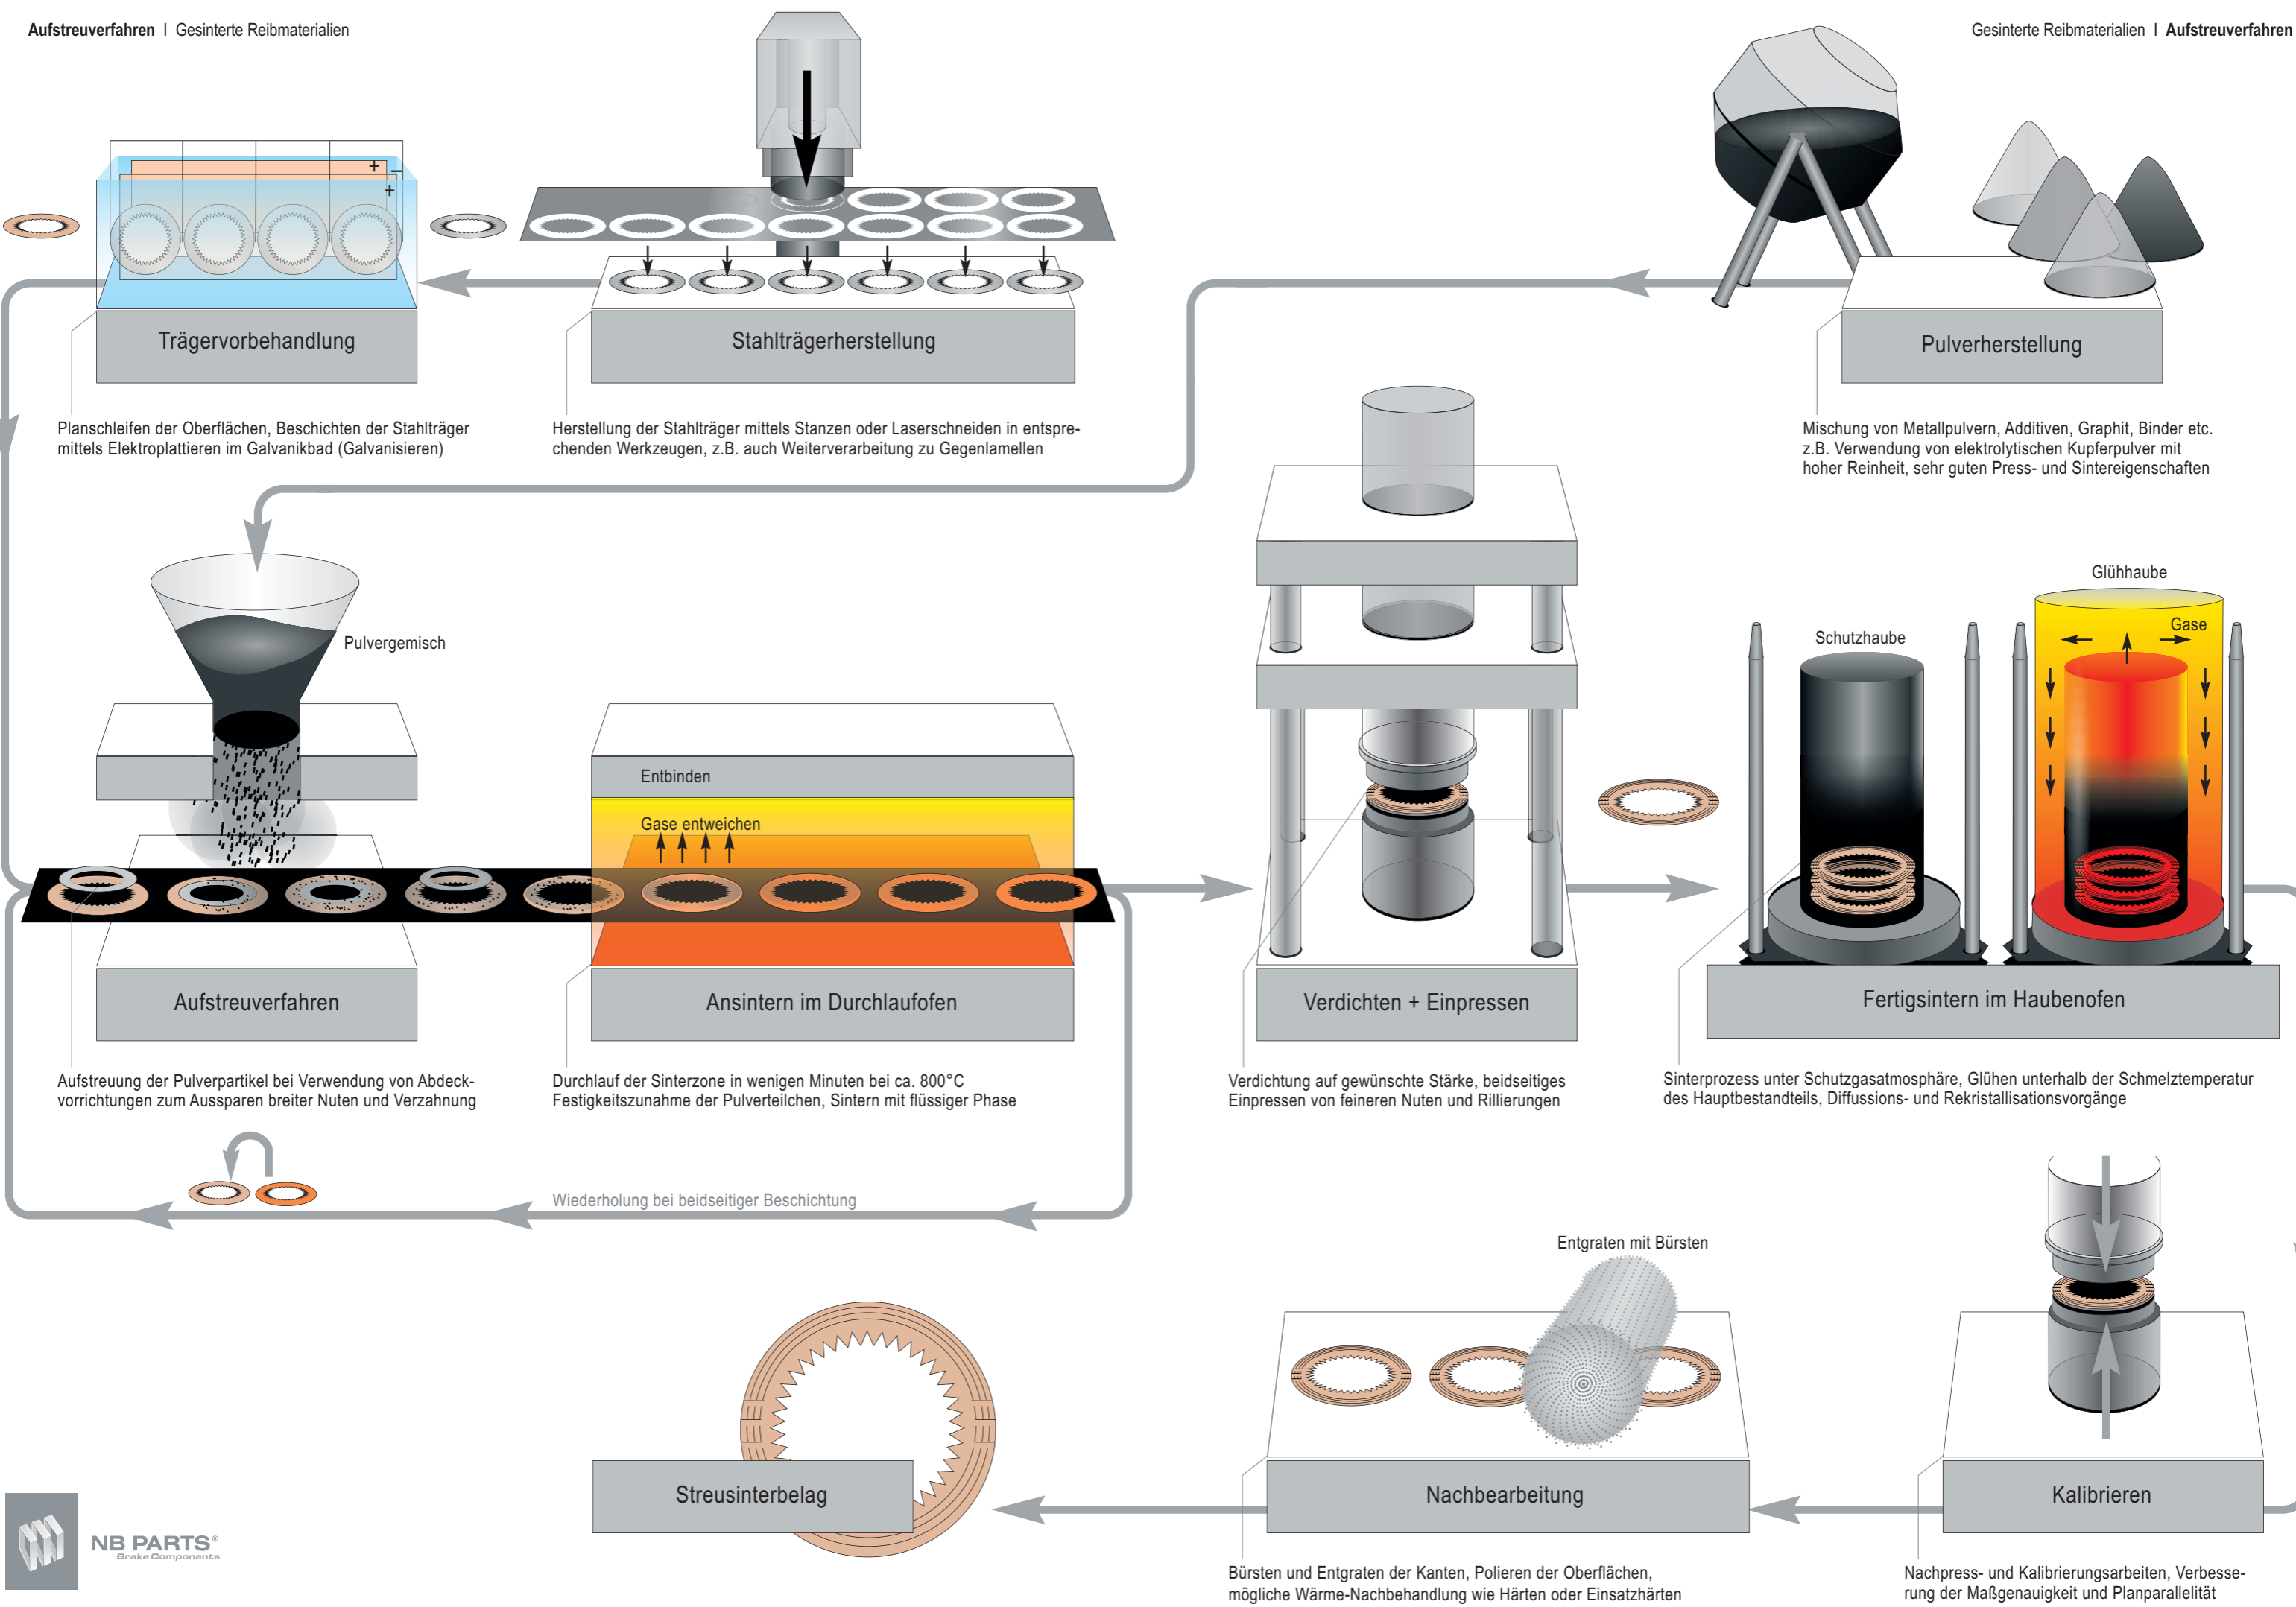 Aufstreuverfahren I Gesinterte Reibmaterialien
Gesinterte Reibmaterialien I Aufstreuverfahren
+
–
+
Trägervorbehandlung
Planschleifen der Oberflächen, Beschichten der Stahlträger
mittels Elektroplattieren im Galvanikbad (Galvanisieren)
Stahlträgerherstellung
Herstellung der Stahlträger mittels Stanzen oder Laserschneiden in entspre-
chenden Werkzeugen, z.B. auch Weiterverarbeitung zu Gegenlamellen
Pulverherstellung
Mischung von Metallpulvern, Additiven, Graphit, Binder etc.
z.B. Verwendung von elektrolytischen Kupferpulver mit
hoher Reinheit, sehr guten Press- und Sintereigenschaften
Pulvergemisch
Aufstreuverfahren
Aufstreuung der Pulverpartikel bei Verwendung von Abdeck-
vorrichtungen zum Aussparen breiter Nuten und Verzahnung
Entbinden
Gase entweichen
Ansintern im Durchlaufofen
Durchlauf der Sinterzone in wenigen Minuten bei ca. 800°C
Festigkeitszunahme der Pulverteilchen, Sintern mit flüssiger Phase
Verdichten + Einpressen
Verdichtung auf gewünschte Stärke, beidseitiges
Einpressen von feineren Nuten und Rillierungen
Schutzhaube
Glühhaube
Gase
Fertigsintern im Haubenofen
Sinterprozess unter Schutzgasatmosphäre, Glühen unterhalb der Schmelztemperatur
des Hauptbestandteils, Diffussions- und Rekristallisationsvorgänge
Wiederholung bei beidseitiger Beschichtung
Streusinterbelag
Entgraten mit Bürsten
Nachbearbeitung
Bürsten und Entgraten der Kanten, Polieren der Oberflächen,
mögliche Wärme-Nachbehandlung wie Härten oder Einsatzhärten
Kalibrieren
Nachpress- und Kalibrierungsarbeiten, Verbesse-
rung der Maßgenauigkeit und Planparallelität
NB PARTS®
Brake Components